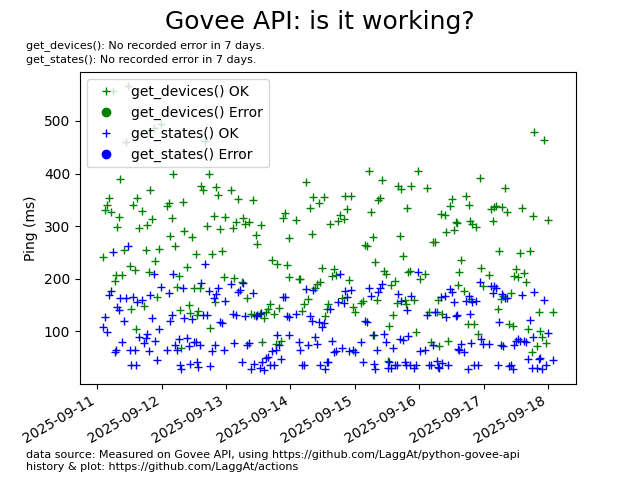 Govee API: is it working?
get_devices(): No recorded error in 7 days.
get_states(): No recorded error in 7 days.
get_devices() OK
get_devices() Error
get_states() OK
get_states() Error
500
400
300
200
100
Ping (ms)
2025-09-11
2025-09-12
2025-09-13
2025-09-14
2025-09-15
2025-09-16
2025-09-17
2025-09-18
data source: Measured on Govee API, using https://github.com/LaggAt/python-govee-api
history & plot: https://github.com/LaggAt/actions